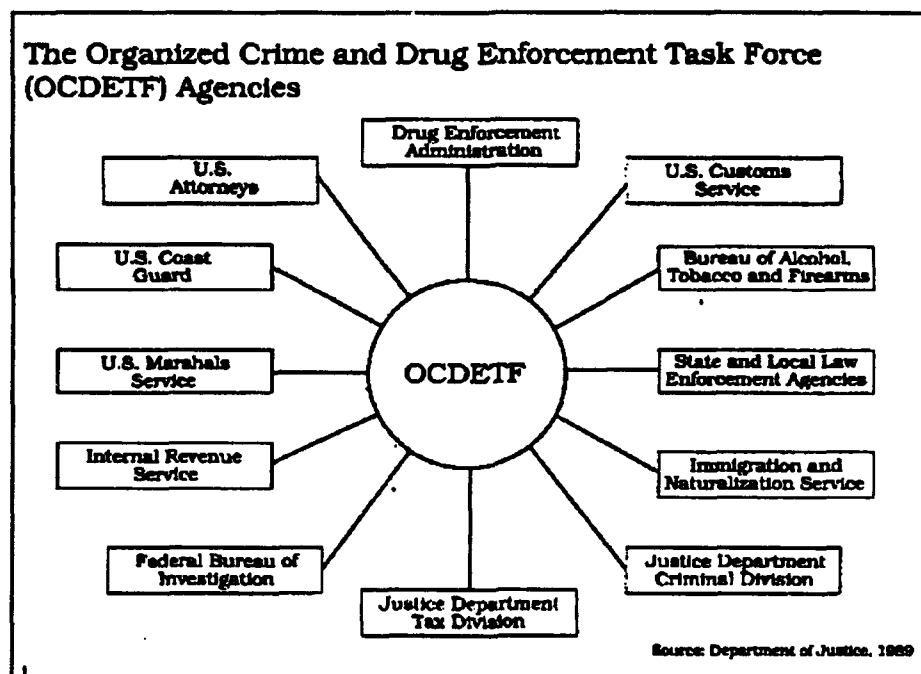 The Organized Crime and Drug Enforcement Task Force
(OCDETF) Agencies
Drug Enforcement
Administration
U.S.
Attorneys
U.S. Customs
Service
U.S. Coast
Guard
Bureau of Alcohol,
Tobacco and Firearms
U.S. Marshals
Service
OCDETF
State and Local Law
Enforcement Agencies
Internal Revenue
Service
Immigration and
Naturalization Service
Federal Bureau of
Investigation
Justice Department
Criminal Division
Justice Department
Tax Division
Source: Department of Justice, 1989